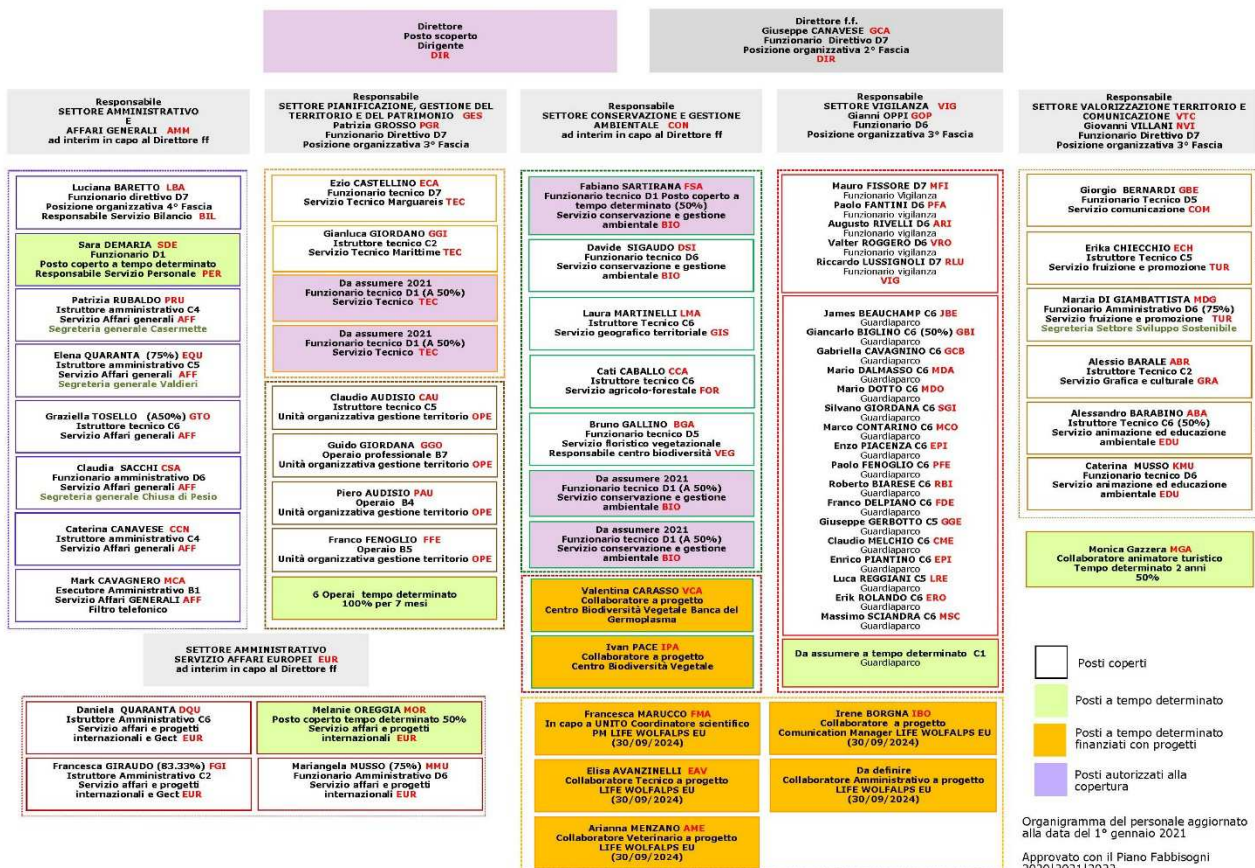 Direttore
Posto scoperto
Dirigente
DIR
Direttore f.f.
Giuseppe CANAVESE GCA
Funzionario Direttivo D7
Posizione organizzativa 2° Fascia
DIR
Responsabile
SETTORE AMMINISTRATIVO
E
AFFARI GENERALI AMM
ad interim in capo al Direttore ff
Responsabile
SETTORE PIANIFICAZIONE, GESTIONE DEL
TERRITORIO E DEL PATRIMONIO GES
Patrizia GROSSO PGR
Funzionario Direttivo D7
Posizione organizzativa 3° Fascia
Responsabile
SETTORE CONSERVAZIONE E GESTIONE
AMBIENTALE CON
ad interim in capo al Direttore ff
Responsabile
SETTORE VIGILANZA VIG
Gianni OPPI GOP
Funzionario D6
Posizione organizzativa 3° Fascia
Responsabile
SETTORE VALORIZZAZIONE TERRITORIO E
COMUNICAZIONE VTC
Giovanni VILLANI NVI
Funzionario Direttivo D7
Posizione organizzativa 3° Fascia
Luciana BARETTO LBA
Funzionario direttivo D7
Posizione organizzativa 4° Fascia
Responsabile Servizio Bilancio BIL
Sara DEMARIA SDE
Funzionario D1
Posto coperto a tempo determinato
Responsabile Servizio Personale PER
Patrizia RUBALDO PRU
Istruttore amministrativo C4
Servizio Affari generali AFF
Segreteria generale Casermette
Elena QUARANTA (75%) EQU
Istruttore amministrativo C5
Servizio Affari generali AFF
Segreteria generale Valdieri
Graziella TOSELLO (A50%) GTO
Istruttore tecnico C6
Servizio Affari generali AFF
Claudia SACCHI CSA
Funzionario amministrativo D6
Servizio Affari generali AFF
Segreteria generale Chiusa di Pesio
Caterina CANAVESE CCN
Istruttore amministrativo C4
Servizio Affari generali AFF
Mark CAVAGNERO MCA
Esecutore Amministrativo B1
Servizio Affari GENERALI AFF
Filtro telefonico
Ezio CASTELLINO ECA
Funzionario tecnico D7
Servizio Tecnico Marguareis TEC
Gianluca GIORDANO GGI
Istruttore tecnico C2
Servizio Tecnico Marittime TEC
Da assumere 2021
Funzionario tecnico D1 (A 50%)
Servizio Tecnico TEC
Da assumere 2021
Funzionario tecnico D1 (A 50%)
Servizio Tecnico TEC
Claudio AUDISIO CAU
Istruttore tecnico C5
Unità organizzativa gestione territorio OPE
Guido GIORDANA GGO
Operaio professionale B7
Unità organizzativa gestione territorio OPE
Piero AUDISIO PAU
Operaio B4
Unità organizzativa gestione territorio OPE
Franco FENOGLIO FFE
Operaio B5
Unità organizzativa gestione territorio OPE
6 Operai tempo determinato
100% per 7 mesi
Fabiano SARTIRANA FSA
Funzionario tecnico D1 Posto coperto a
tempo determinato (50%)
Servizio conservazione e gestione
ambientale BIO
Davide SIGAUDO DSI
Funzionario tecnico D6
Servizio conservazione e gestione
ambientale BIO
Laura MARTINELLI LMA
Istruttore Tecnico C6
Servizio geografico territoriale GIS
Cati CABALLO CCA
Istruttore tecnico C6
Servizio agricolo-forestale FOR
Bruno GALLINO BGA
Funzionario tecnico D5
Servizio floristico vegetazionale
Responsabile centro biodiversità VEG
Da assumere 2021
Funzionario tecnico D1 (A 50%)
Servizio conservazione e gestione
ambientale BIO
Da assumere 2021
Funzionario tecnico D1 (A 50%)
Servizio conservazione e gestione
ambientale BIO
Valentina CARASSO VCA
Collaboratore a progetto
Centro Biodiversità Vegetale Banca del
Germoplasma
Ivan PACE IPA
Collaboratore a progetto
Centro Biodiversità Vegetale
Mauro FISSORE D7 MFI
Funzionario Vigilanza
Paolo FANTINI D6 PFA
Funzionario vigilanza
Augusto RIVELLI D6 ARI
Funzionario vigilanza
Valter ROGGERO D6 VRO
Funzionario vigilanza
Riccardo LUSSIGNOLI D7 RLU
Funzionario vigilanza
VIG
James BEAUCHAMP C6 JBE
Guardiaparco
Giancarlo BIGLINO C6 (50%) GBI
Guardiaparco
Gabriella CAVAGNINO C6 GCB
Guardiaparco
Mario DALMASSO C6 MDA
Guardiaparco
Mario DOTTO C6 MDO
Guardiaparco
Silvano GIORDANA C6 SGI
Guardiaparco
Marco CONTARINO C6 MCO
Guardiaparco
Enzo PIACENZA C6 EPI
Guardiaparco
Paolo FENOGLIO C6 PFE
Guardiaparco
Roberto BIARESE C6 RBI
Guardiaparco
Franco DELPIANO C6 FDE
Guardiaparco
Giuseppe GERBOTTO C5 GGE
Guardiaparco
Claudio MELCHIO C6 CME
Guardiaparco
Enrico PIANTINO C6 EPI
Guardiaparco
Luca REGGIANI C5 LRE
Guardiaparco
Erik ROLANDO C6 ERO
Guardiaparco
Massimo SCIANDRA C6 MSC
Guardiaparco
Da assumere a tempo determinato C1
Guardiaparco
Giorgio BERNARDI GBE
Funzionario Tecnico D5
Servizio comunicazione COM
Erika CHIECCHIO ECH
Istruttore Tecnico C5
Servizio fruizione e promozione TUR
Marzia DI GIAMBATTISTA MDG
Funzionario Amministrativo D6 (75%)
Servizio fruizione e promozione TUR
Segreteria Settore Sviluppo Sostenibile
Alessio BARALE ABR
Istruttore Tecnico C2
Servizio Grafica e culturale GRA
Alessandro BARABINO ABA
Istruttore Tecnico C6 (50%)
Servizio animazione ed educazione
ambientale EDU
Caterina MUSSO KMU
Funzionario tecnico D6
Servizio animazione ed educazione
ambientale EDU
Monica Gazzera MGA
Collaboratore animatore turistico
Tempo determinato 2 anni
50%
SETTORE AMMINISTRATIVO
SERVIZIO AFFARI EUROPEI EUR
ad interim in capo al Direttore ff
Daniela QUARANTA DQU
Istruttore Amministrativo C6
Servizio affari e progetti
internazionali e Gect EUR
Melanie OREGGIA MOR
Posto coperto tempo determinato 50%
Servizio affari e progetti
internazionali EUR
Francesca GIRAUDO (83.33%) FGI
Istruttore Amministrativo C2
Servizio affari e progetti
internazionali e Gect EUR
Mariangela MUSSO (75%) MMU
Funzionario Amministrativo D6
Servizio affari e progetti
internazionali EUR
Francesca MARUCCO FMA
In capo a UNITO Coordinatore scientifico
PM LIFE WOLFALPS EU
(30/09/2024)
Irene BORGNA IBO
Collaboratore a progetto
Comunication Manager LIFE WOLFALPS EU
(30/09/2024)
Elisa AVANZINELLI EAV
Collaboratore Tecnico a progetto
LIFE WOLFALPS EU
(30/09/2024)
Da definire
Collaboratore Amministrativo a progetto
LIFE WOLFALPS EU
(30/09/2024)
Arianna MENZANO AME
Collaboratore Veterinario a progetto
LIFE WOLFALPS EU
(30/09/2024)
Posti coperti
Posti a tempo determinato
Posti a tempo determinato
finanziati con progetti
Posti autorizzati alla
copertura
Organigramma del personale aggiornato
alla data del 1° gennaio 2021
Approvato con il Piano Fabbisogni
2020|2021|2022